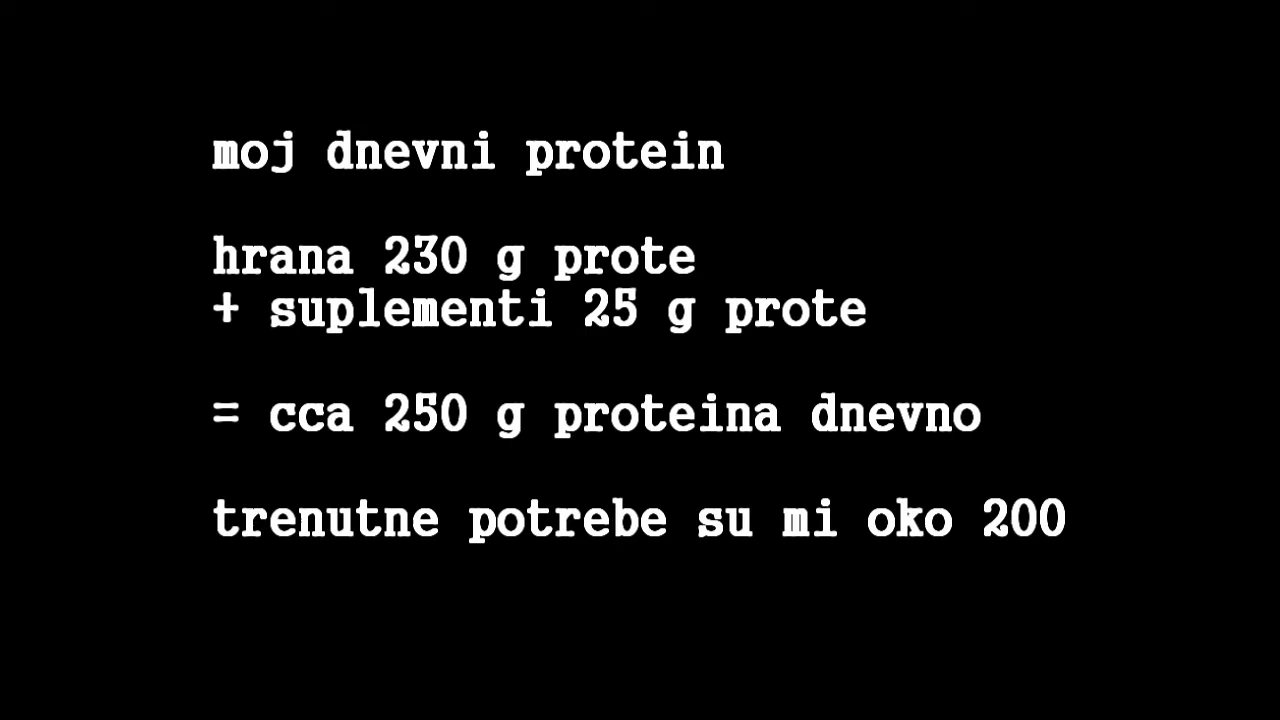 moj dnevni protein
hrana 230 g prote
+ suplementi 25 g prote
= cca 250 g proteina dnevno
trenutne potrebe su mi oko 200